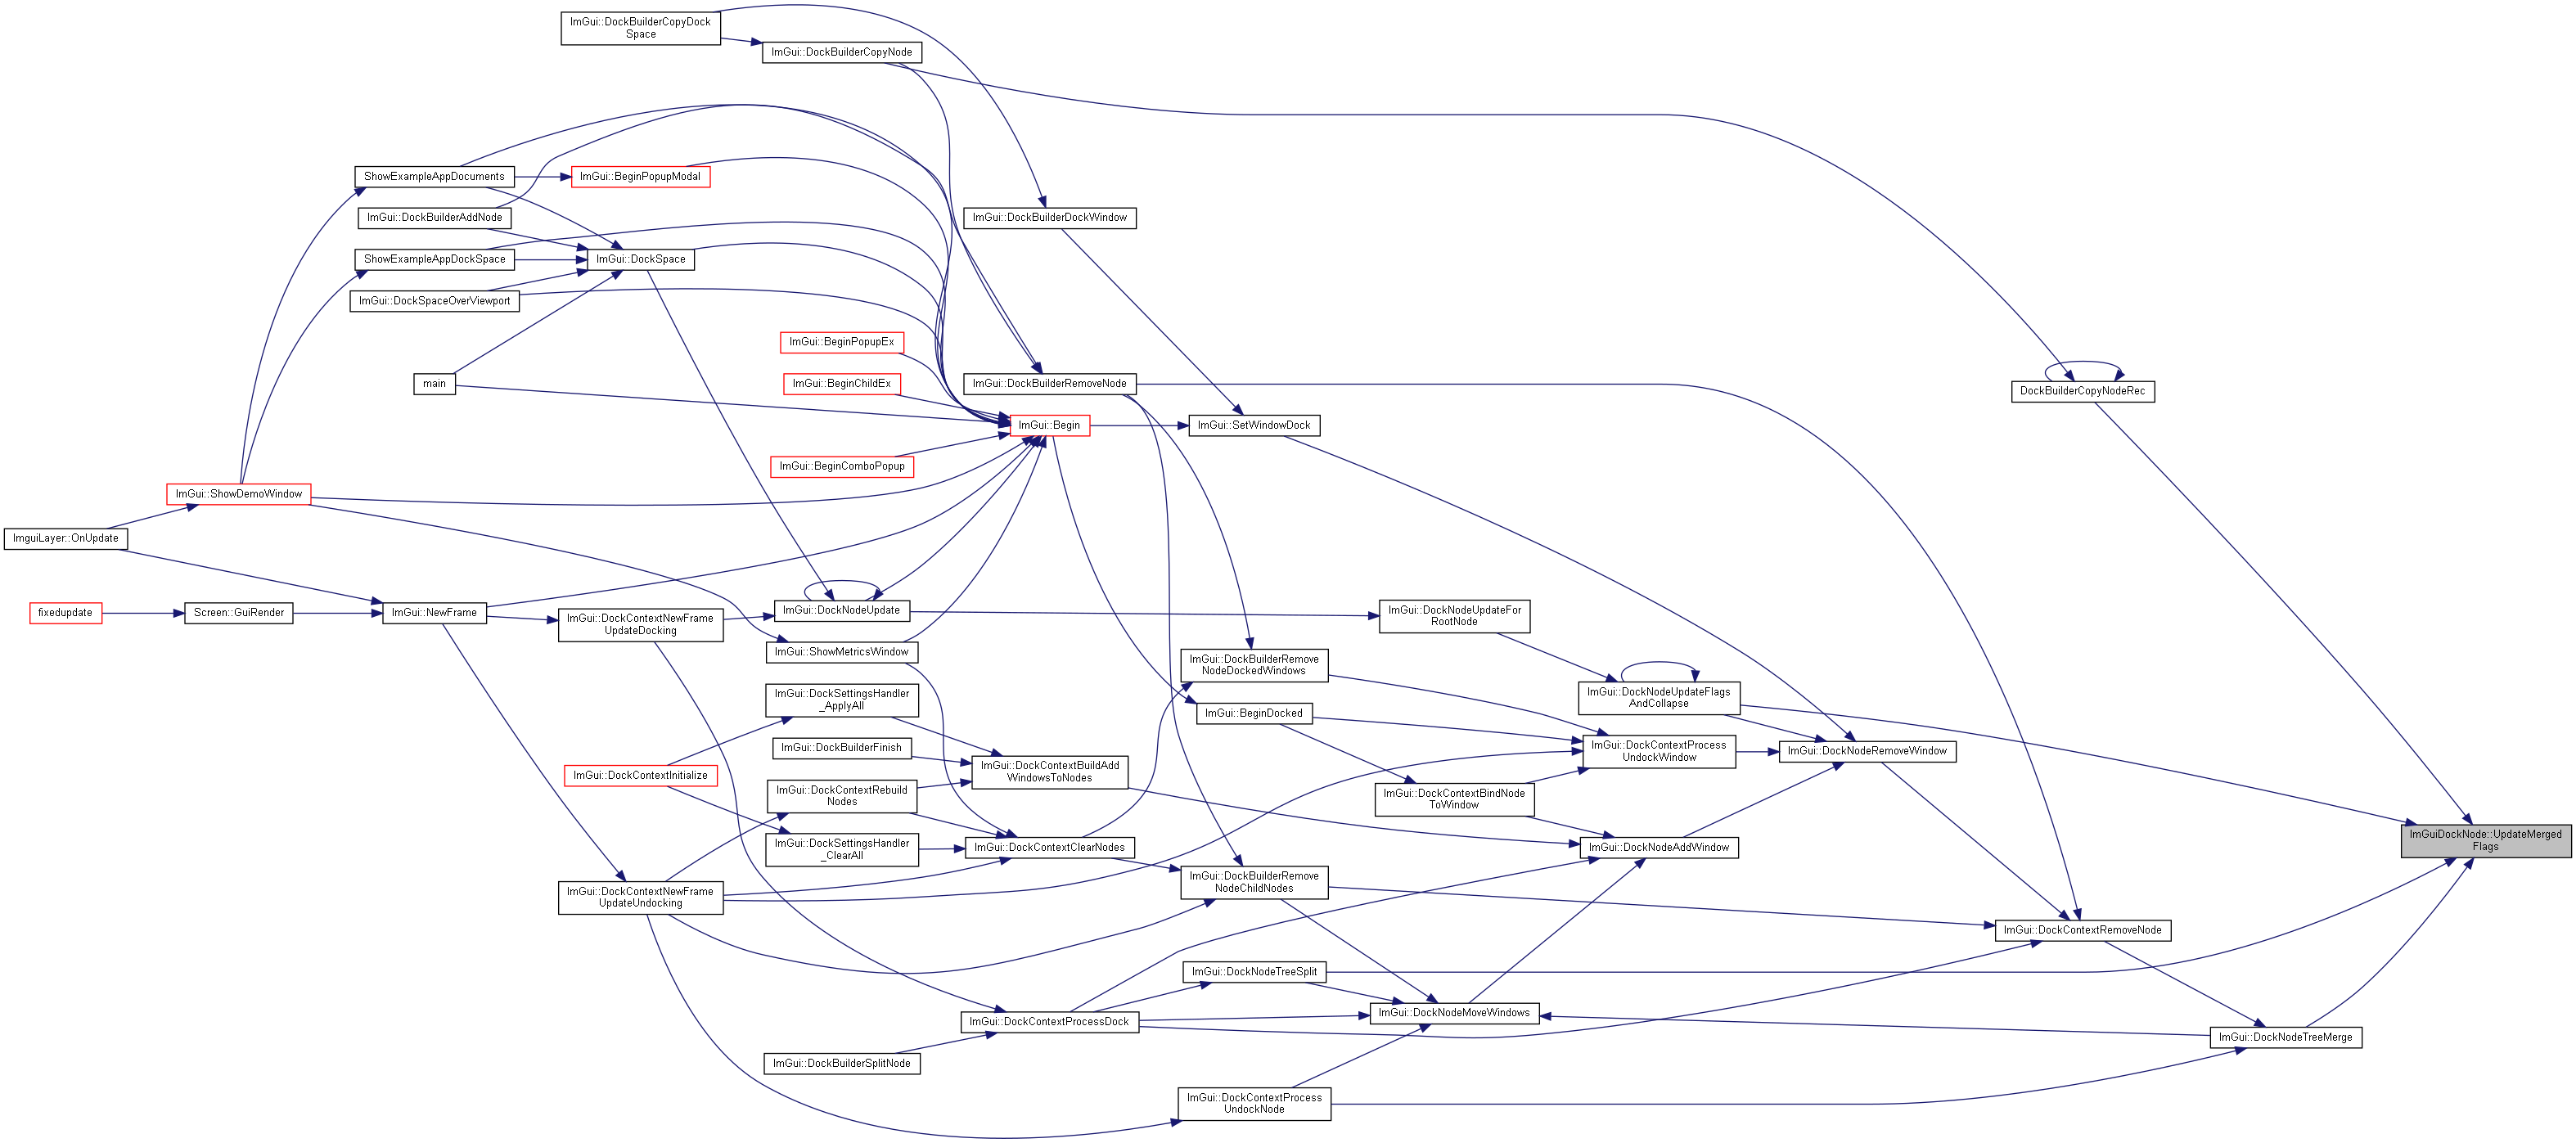 ImGui::DockBuilderCopyDock
Space
ImGui::DockBuilderCopyNode
ShowExampleAppDocuments
ImGui::BeginPopupModal
ImGui::DockBuilderAddNode
ImGui::DockBuilderDockWindow
ShowExampleAppDockSpace
ImGui::DockSpace
ImGui::DockSpaceOverViewport
ImGui::BeginPopupEx
main
ImGui::BeginChildEx
ImGui::DockBuilderRemoveNode
DockBuilderCopyNodeRec
ImGui::Begin
ImGui::SetWindowDock
ImGui::BeginComboPopup
ImGui::ShowDemoWindow
ImguiLayer::OnUpdate
fixedupdate
Screen::GuiRender
ImGui::NewFrame
ImGui::DockContextNewFrame
UpdateDocking
ImGui::DockNodeUpdate
ImGui::DockNodeUpdateFor
RootNode
ImGui::ShowMetricsWindow
ImGui::DockBuilderRemove
NodeDockedWindows
ImGui::DockSettingsHandler
_ApplyAll
ImGui::DockNodeUpdateFlags
AndCollapse
ImGui::BeginDocked
ImGui::DockBuilderFinish
ImGui::DockContextProcess
UndockWindow
ImGui::DockNodeRemoveWindow
ImGui::DockContextInitialize
ImGui::DockContextBuildAdd
WindowsToNodes
ImGui::DockContextRebuild
Nodes
ImGui::DockContextBindNode
ToWindow
ImGuiDockNode::UpdateMerged
Flags
ImGui::DockSettingsHandler
_ClearAll
ImGui::DockContextClearNodes
ImGui::DockNodeAddWindow
ImGui::DockContextNewFrame
UpdateUndocking
ImGui::DockBuilderRemove
NodeChildNodes
ImGui::DockContextRemoveNode
ImGui::DockNodeTreeSplit
ImGui::DockContextProcessDock
ImGui::DockNodeMoveWindows
ImGui::DockNodeTreeMerge
ImGui::DockBuilderSplitNode
ImGui::DockContextProcess
UndockNode